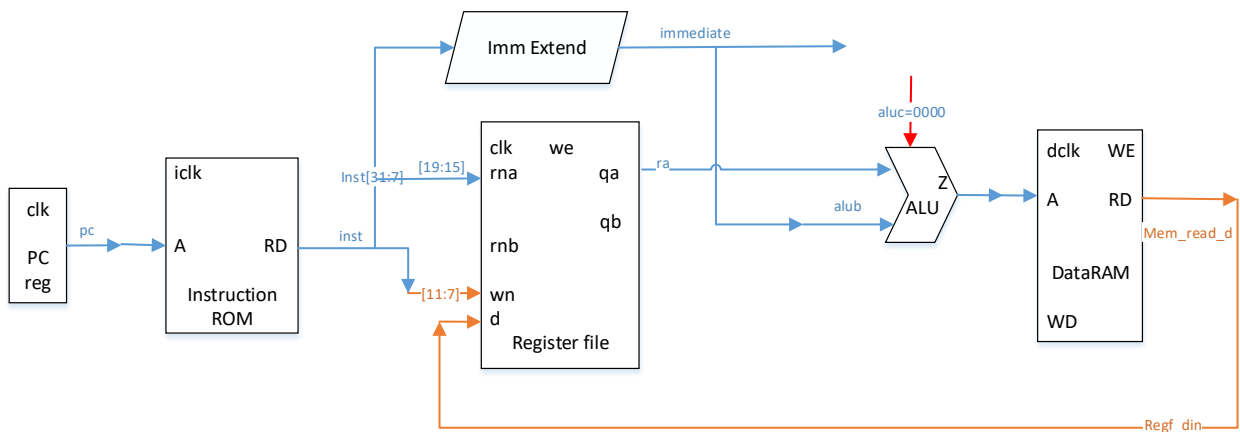 Imm Extend
immediate
aluc=0000
clk
we
rna
qa
qb
rnb
wn
d
Register file
[19:15]
Inst[31:7]
[11:7]
ra
alub
Z
ALU
dclk
WE
A
RD
Mem_read_d
DataRAM
WD
iclk
A
RD
Instruction
ROM
inst
clk
PC
reg
pc
Regf_din